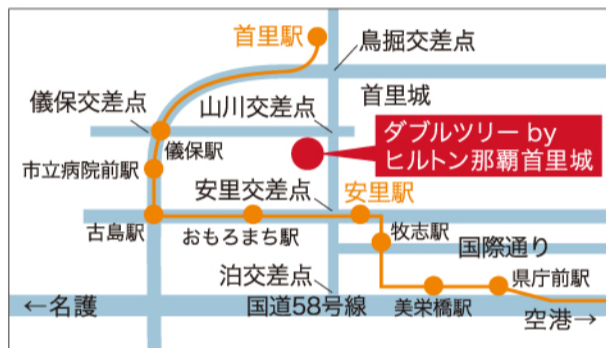 首里駅
鳥掘交差点
儀保交差点
山川交差点
首里城
儀保駅
ダブルツリー by
ヒルトン那覇首里城
市立病院前駅
安里交差点
安里駅
古島駅
おもろまち駅
牧志駅
国際通り
泊交差点
県庁前駅
←名護
国道58号線
美栄橋駅
空港→